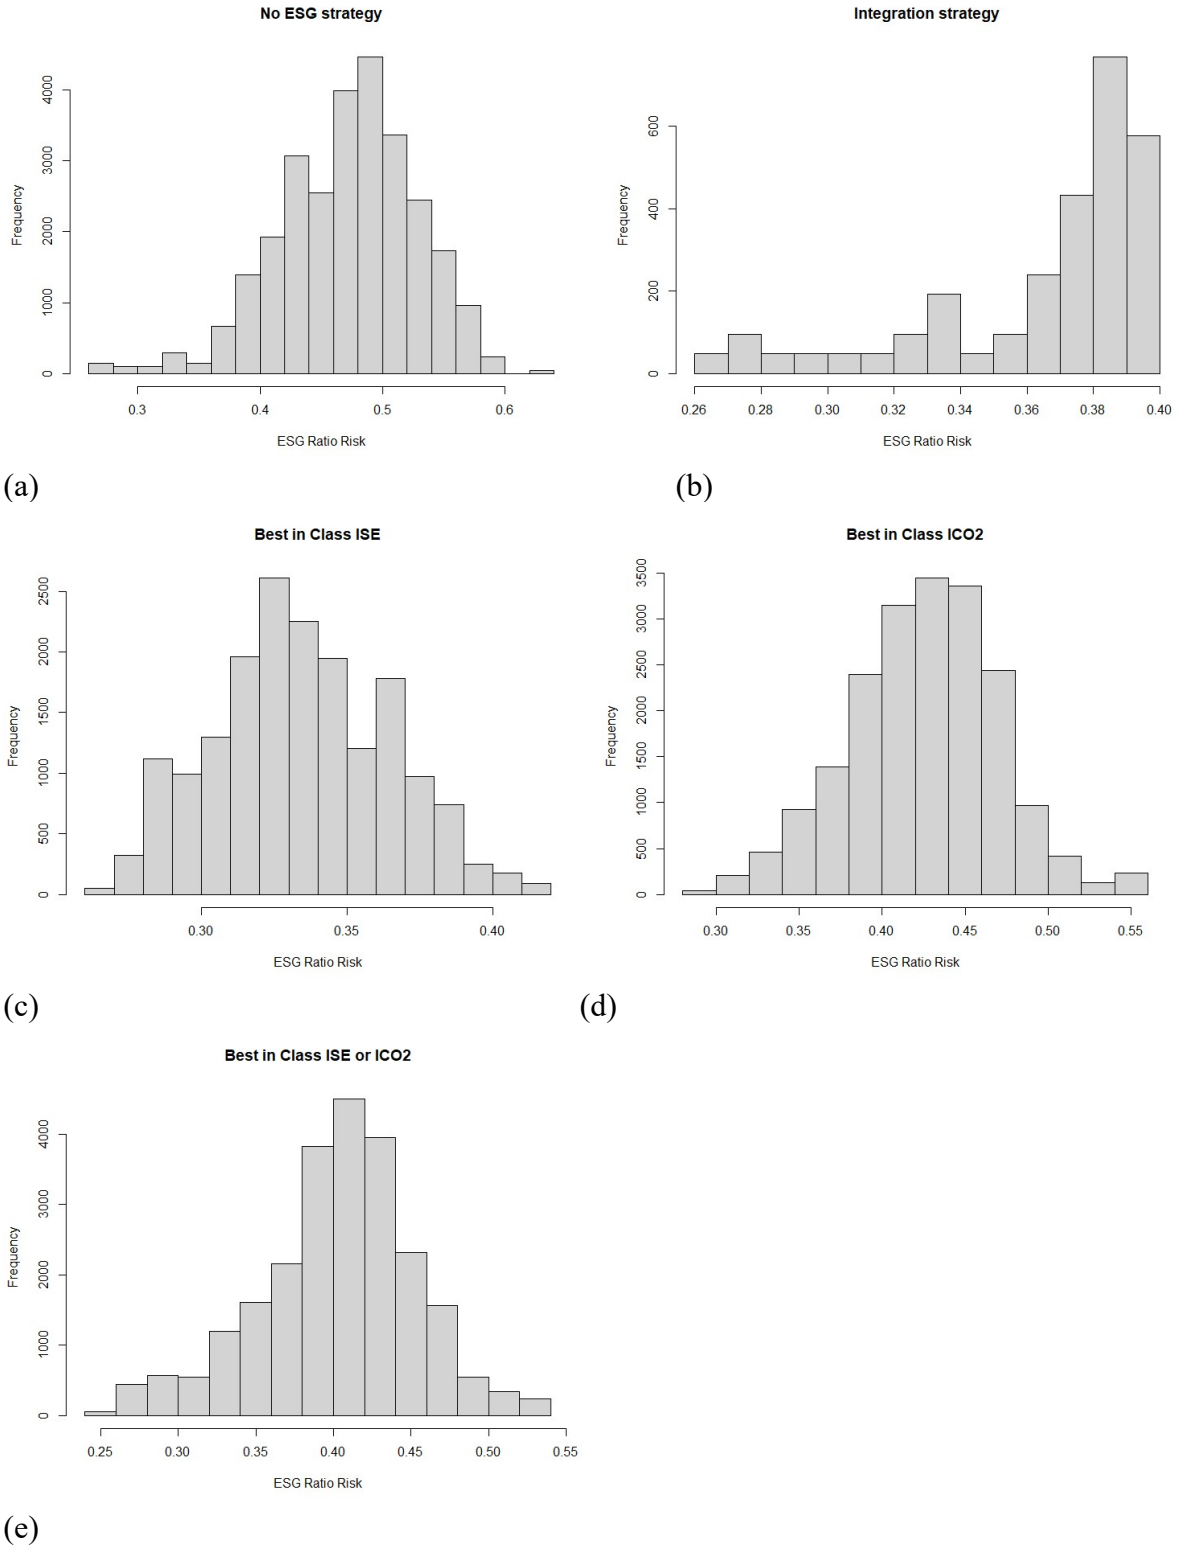 No ESG strategy
Frequency
0 1000 2000 3000 4000
0.3 0.4 0.5 0.6
ESG Ratio Risk
(a)
Integration strategy
Frequency
0 200 400 600
0.26 0.28 0.30 0.32 0.34 0.36 0.38 0.40
ESG Ratio Risk
(b)
Best in Class ISE
Frequency
0 500 1000 1500 2000 2500
0.30 0.35 0.40
ESG Ratio Risk
(c)
Best in Class ICO2
Frequency
0 500 1000 1500 2000 2500 3000 3500
0.30 0.35 0.40 0.45 0.50 0.55
ESG Ratio Risk
(d)
Best in Class ISE or ICO2
Frequency
0 1000 2000 3000 4000
0.25 0.30 0.35 0.40 0.45 0.50 0.55
ESG Ratio Risk
(e)